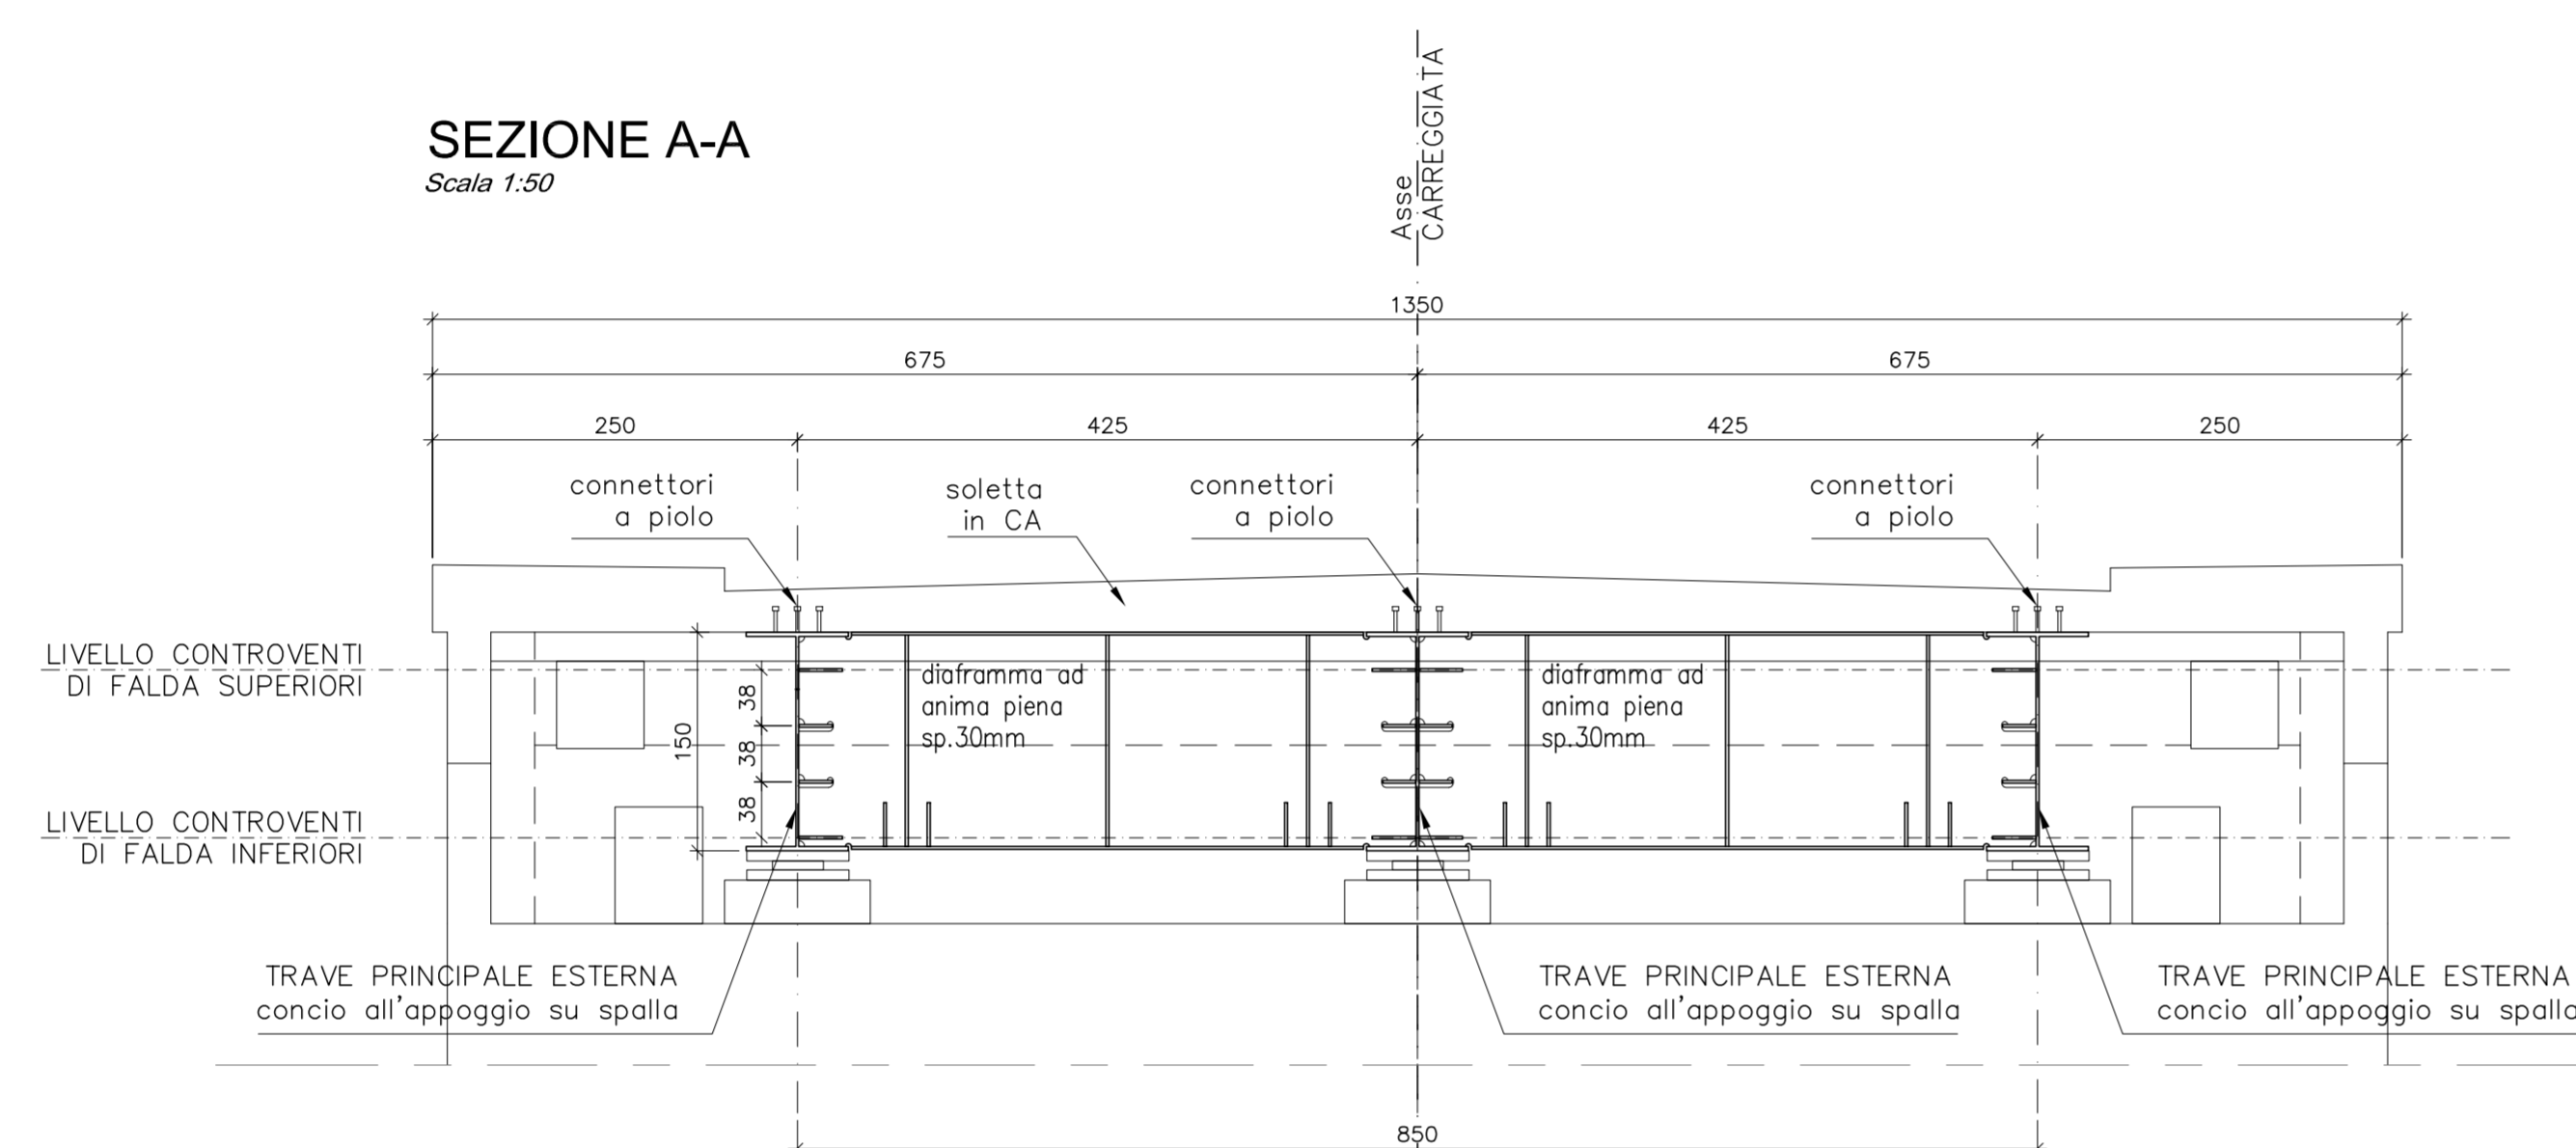 SEZIONE A-A
Scala 1:50
Asse
CARREGGIATA
1350
675
675
250
425
425
250
connettori
a piolo
soletta
in CA
connettori
a piolo
connettori
a piolo
LIVELLO CONTROVENTI
DI FALDA SUPERIORI
150
38
38
38
diaframma ad
anima piena
sp.30mm
diaframma ad
anima piena
sp.30mm
LIVELLO CONTROVENTI
DI FALDA INFERIORI
TRAVE PRINCIPALE ESTERNA
concio all'appoggio su spalla
TRAVE PRINCIPALE ESTERNA
concio all'appoggio su spalla
TRAVE PRINCIPALE ESTERNA
concio all'appoggio su spalla
850